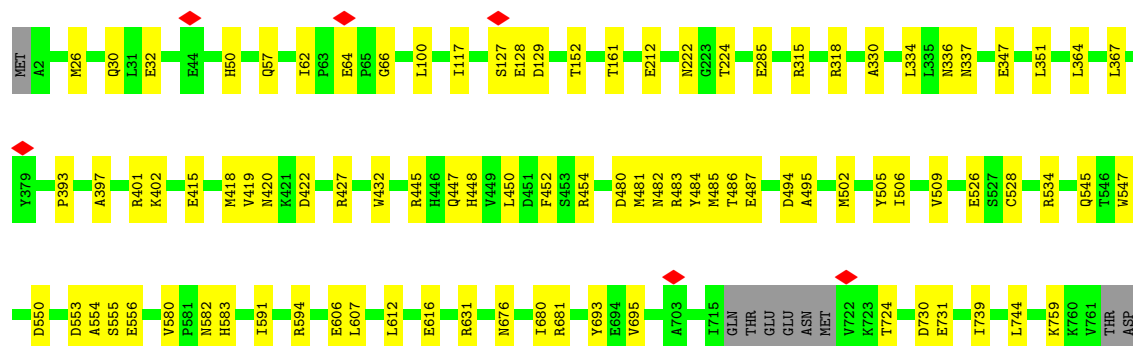 MET A2 M26 Q30 L31 E32 E44 H50 Q57 I62 P63 E64 P65 G66 L100 I117 S127 E128 D129 T152 T161 E212 N222 G223 T224 E285 R315 R318 A330 L334 L335 N336 N337 E347 L351 L364 L367
Y379 P393 A397 R401 K402 E415 M418 V419 N420 K421 D422 R427 W432 R445 H446 Q447 H448 V449 L450 D451 F452 S453 R454 D480 M481 N482 R483 Y484 M485 T486 E487 D494 A495 M502 Y505 I506 V509 E526 S527 C528 R534 Q545 T546 W547
D550 D553 A554 S555 E556 V580 P581 N582 H583 I591 R594 E606 L607 L612 E616 R631 N676 I680 R681 Y693 E694 V695 A703 I715 GLN THR GLU GLU ASN MET V722 K723 T724 D730 E731 I739 L744 K759 K760 V761 THR ASP